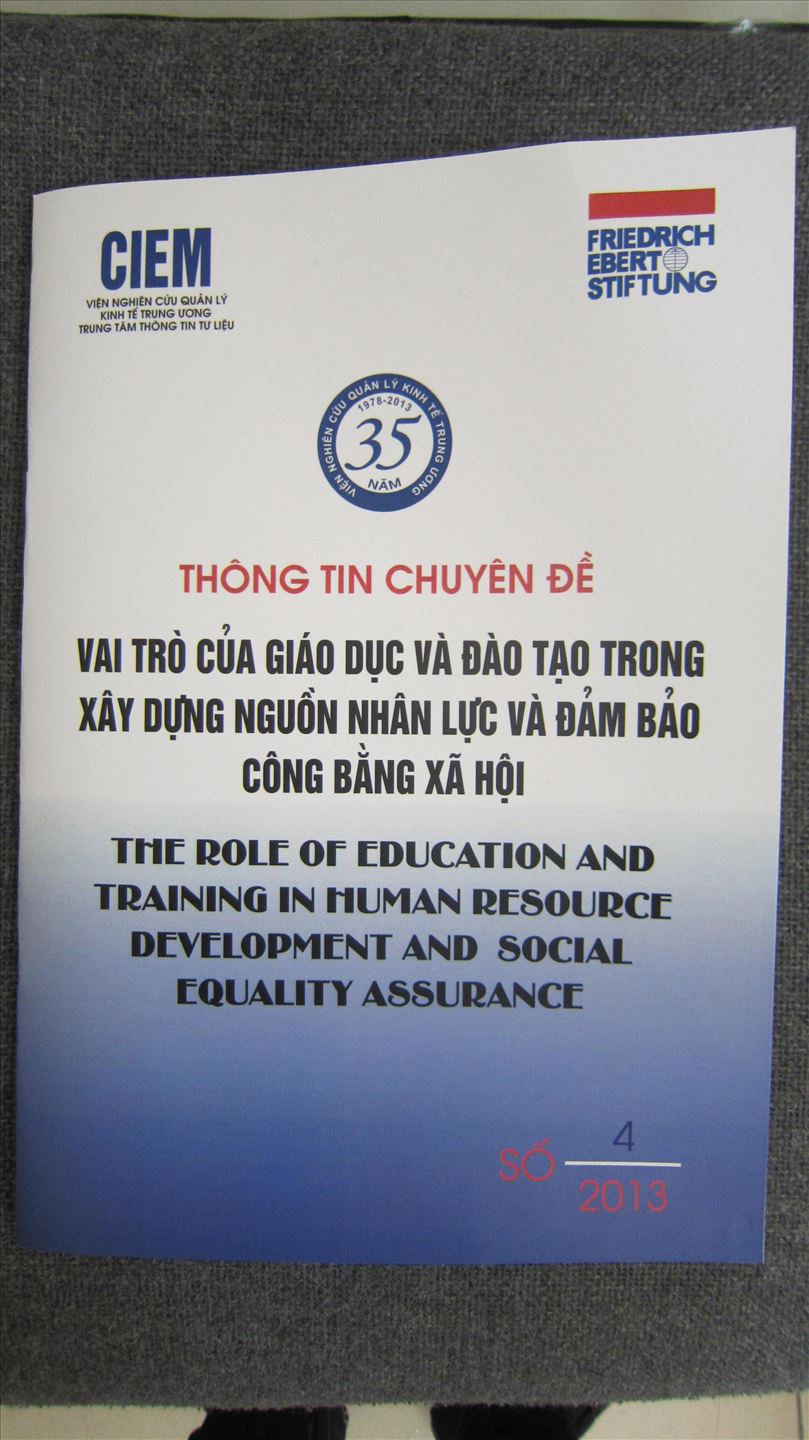 CIEM
VIỆN NGHIÊN CỨU QUẢN LÝ
KINH TẾ TRUNG ƯƠNG
TRUNG TÂM THÔNG TIN TƯ LIỆU
FRIEDRICH
EBERT
STIFTUNG
VIỆN NGHIÊN CỨU QUẢN LÝ KINH TẾ TRUNG ƯƠNG
1978-2013
35
NĂM
THÔNG TIN CHUYÊN ĐỀ
VAI TRÒ CỦA GIÁO DỤC VÀ ĐÀO TẠO TRONG
XÂY DỰNG NGUỒN NHÂN LỰC VÀ ĐẢM BẢO
CÔNG BẰNG XÃ HỘI
THE ROLE OF EDUCATION AND
TRAINING IN HUMAN RESOURCE
DEVELOPMENT AND SOCIAL
EQUALITY ASSURANCE
SỐ 4
2013